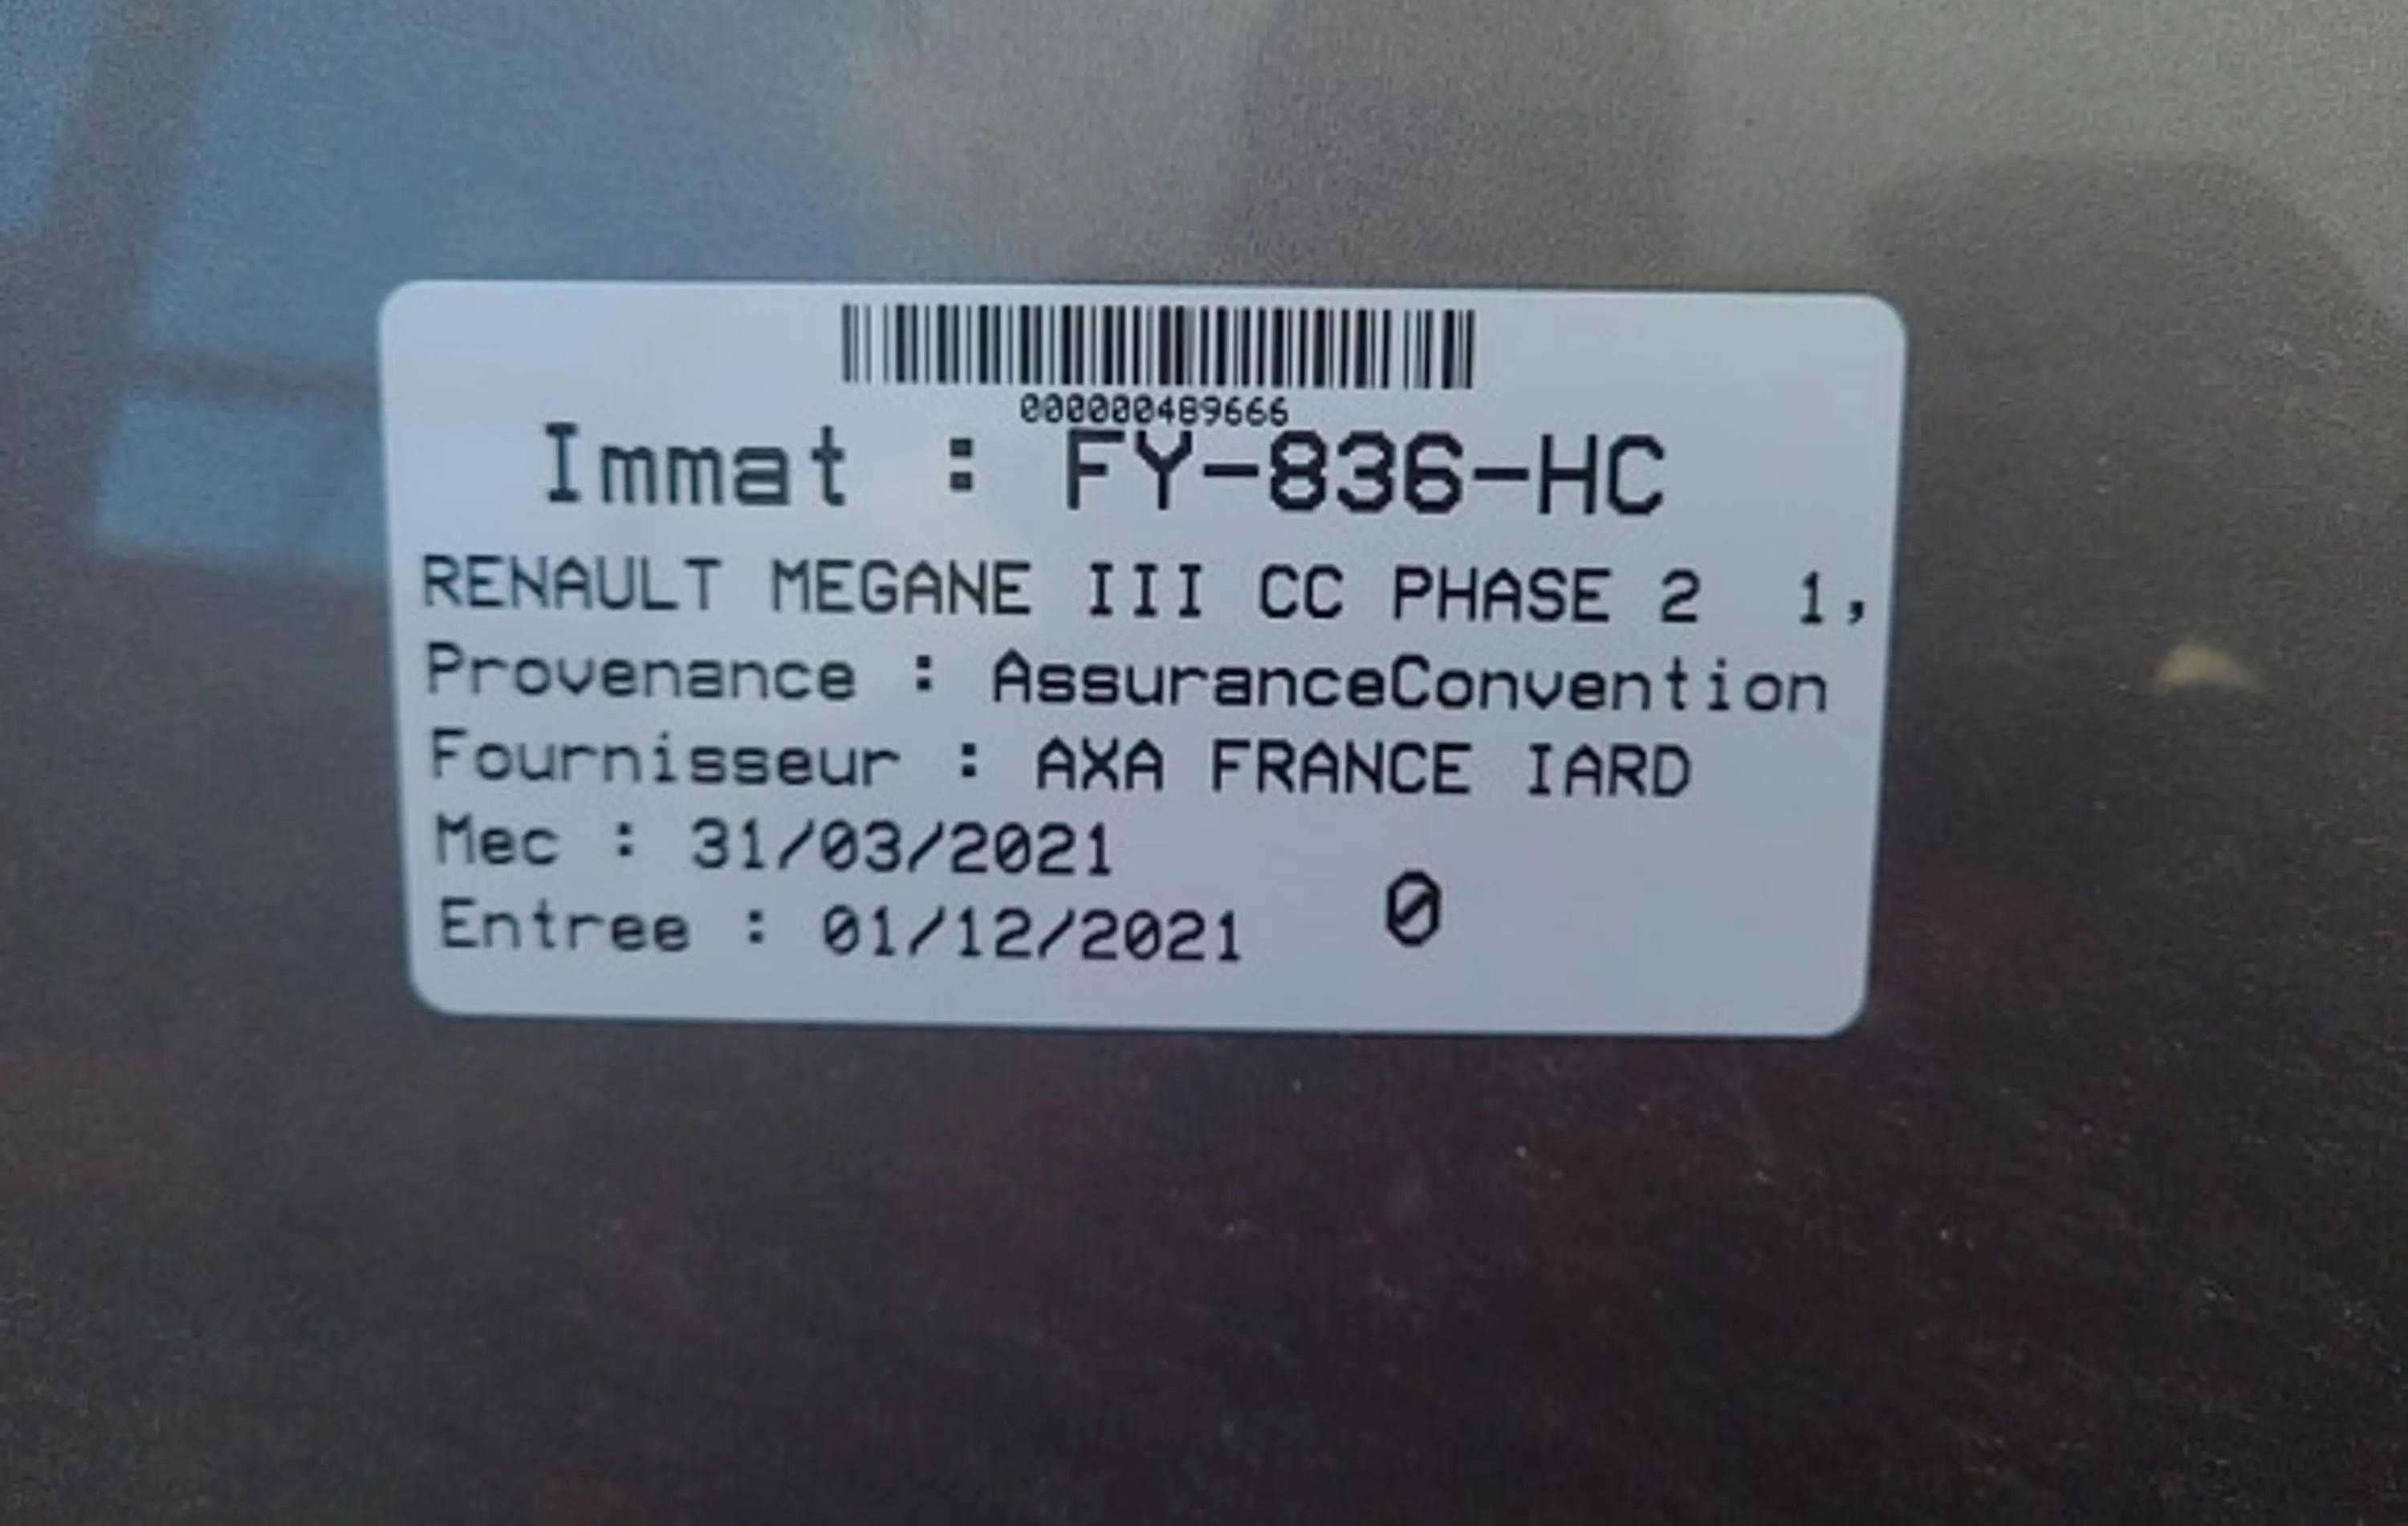 000000489666
Immat : FY-836-HC
RENAULT MEGANE III CC PHASE 2 1,
Provenance : AssuranceConvention
Fournisseur : AXA FRANCE IARD
Mec : 31/03/2021
Entree : 01/12/2021 0